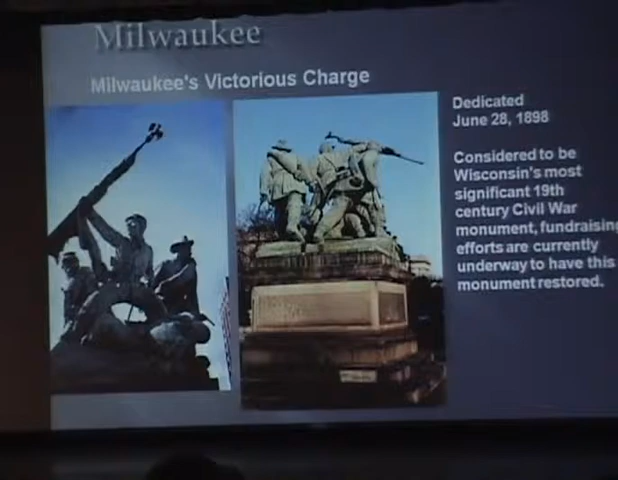 Milwaukee
Milwaukee's Victorious Charge
Dedicated
June 28, 1898
Considered to be
Wisconsin's most
significant 19th
century Civil War
monument, fundraising
efforts are currently
underway to have this
monument restored.